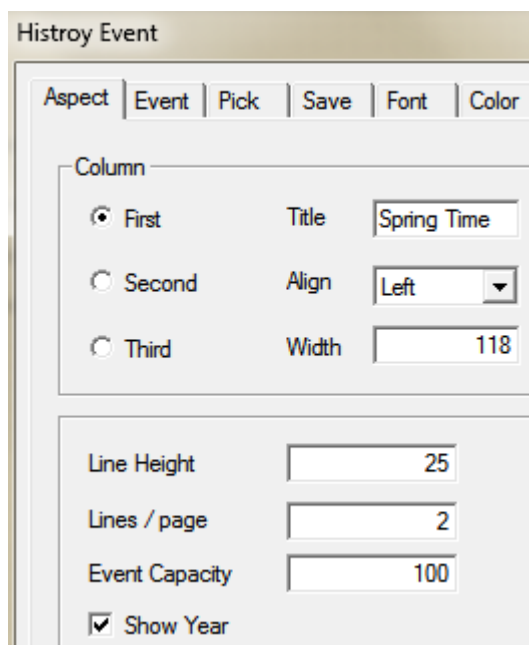 Histroy Event
Aspect Event Pick Save Font Color
Column
First Title Spring Time
Second Align Left
Third Width 118
Line Height 25
Lines / page 2
Event Capacity 100
Show Year